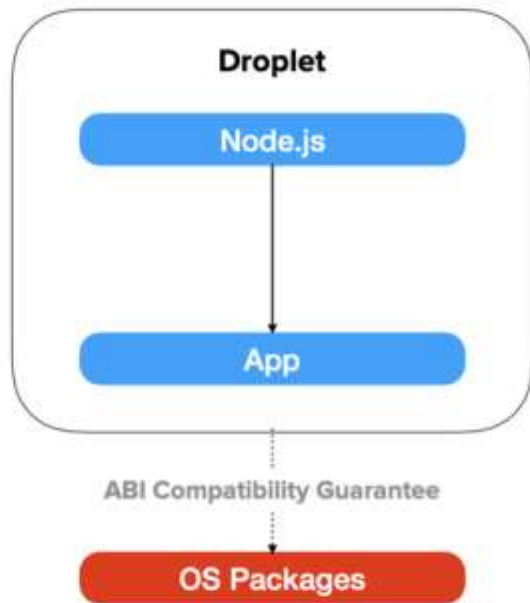 Droplet
Node.js
App
ABI Compatibility Guarantee
OS Packages